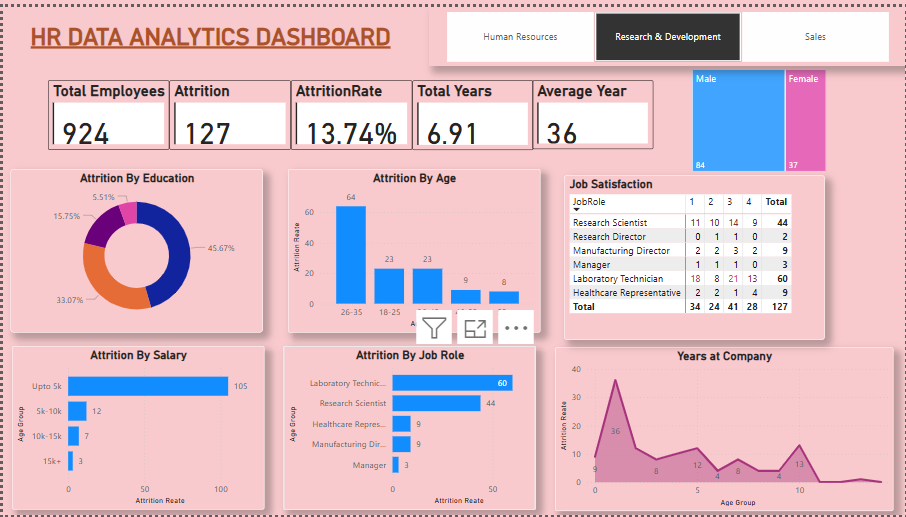 HR DATA ANALYTICS DASHBOARD
Human Resources
Research & Development
Sales
Total Employees
924
Attrition
127
AttritionRate
13.74%
Total Years
6.91
Average Year
36
Male
84
Female
37
Attrition By Education
5.51%
15.75%
45.67%
33.07%
Attrition By Age
Attrition Reate
60
40
20
0
64
23
23
9
8
26-35
18-25
Job Satisfaction
JobRole 1 2 3 4 Total
Research Scientist 11 10 14 9 44
Research Director 0 1 1 0 2
Manufacturing Director 2 2 3 2 9
Manager 1 1 1 0 3
Laboratory Technician 18 8 21 13 60
Healthcare Representative 2 2 1 4 9
Total 34 24 41 28 127
Attrition By Salary
Age Group
Upto 5k 105
5k-10k 12
10k-15k 7
15k+ 3
0 50 100
Attrition Reate
Attrition By Job Role
Age Group
Laboratory Technic... 60
Research Scientist 44
Healthcare Repres... 9
Manufacturing Dir... 9
Manager 3
0 50
Attrition Reate
Years at Company
Attrition Reate
40
30
20
10
0
9
36
8
12
4
8
4
13
0 5 10
Age Group